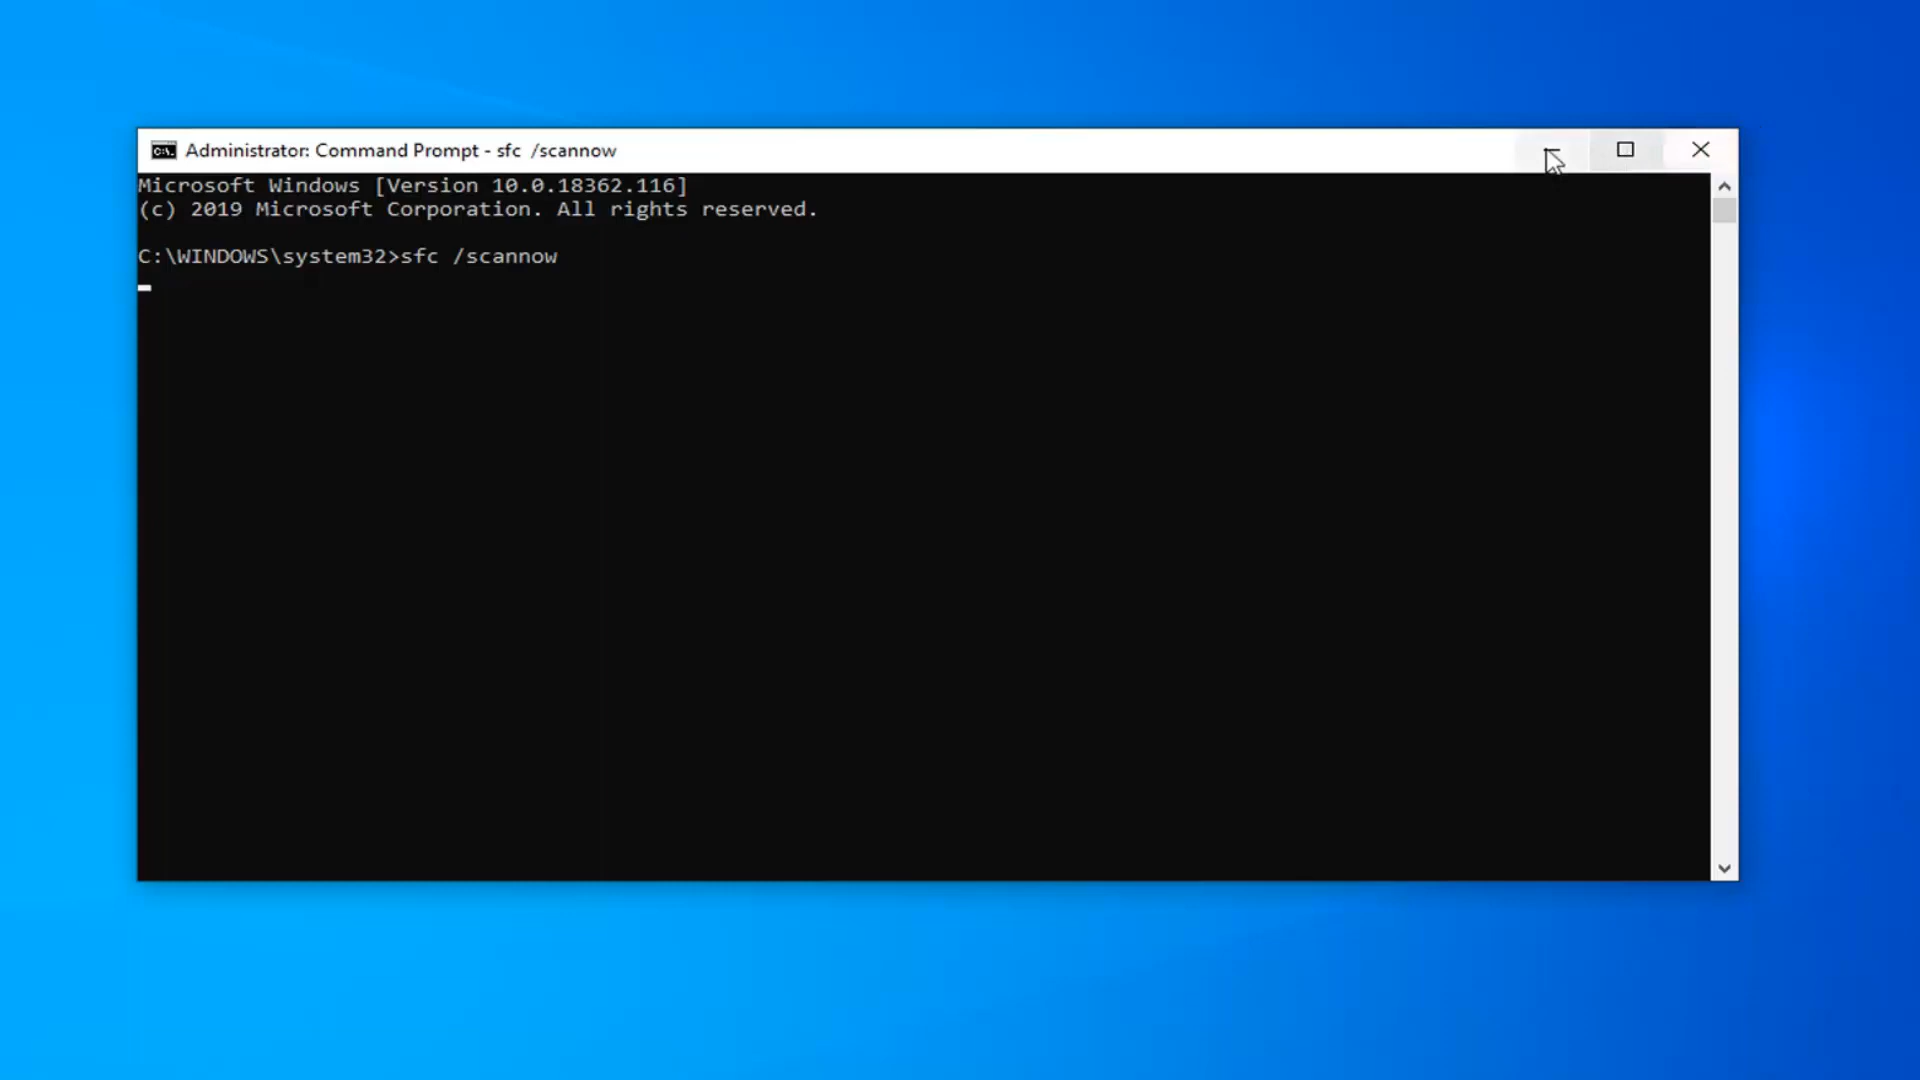 Administrator: Command Prompt - sfc  /scannow
Microsoft Windows [Version 10.0.18362.116]
(c) 2019 Microsoft Corporation. All rights reserved.
C:\WINDOWS\system32>sfc /scannow